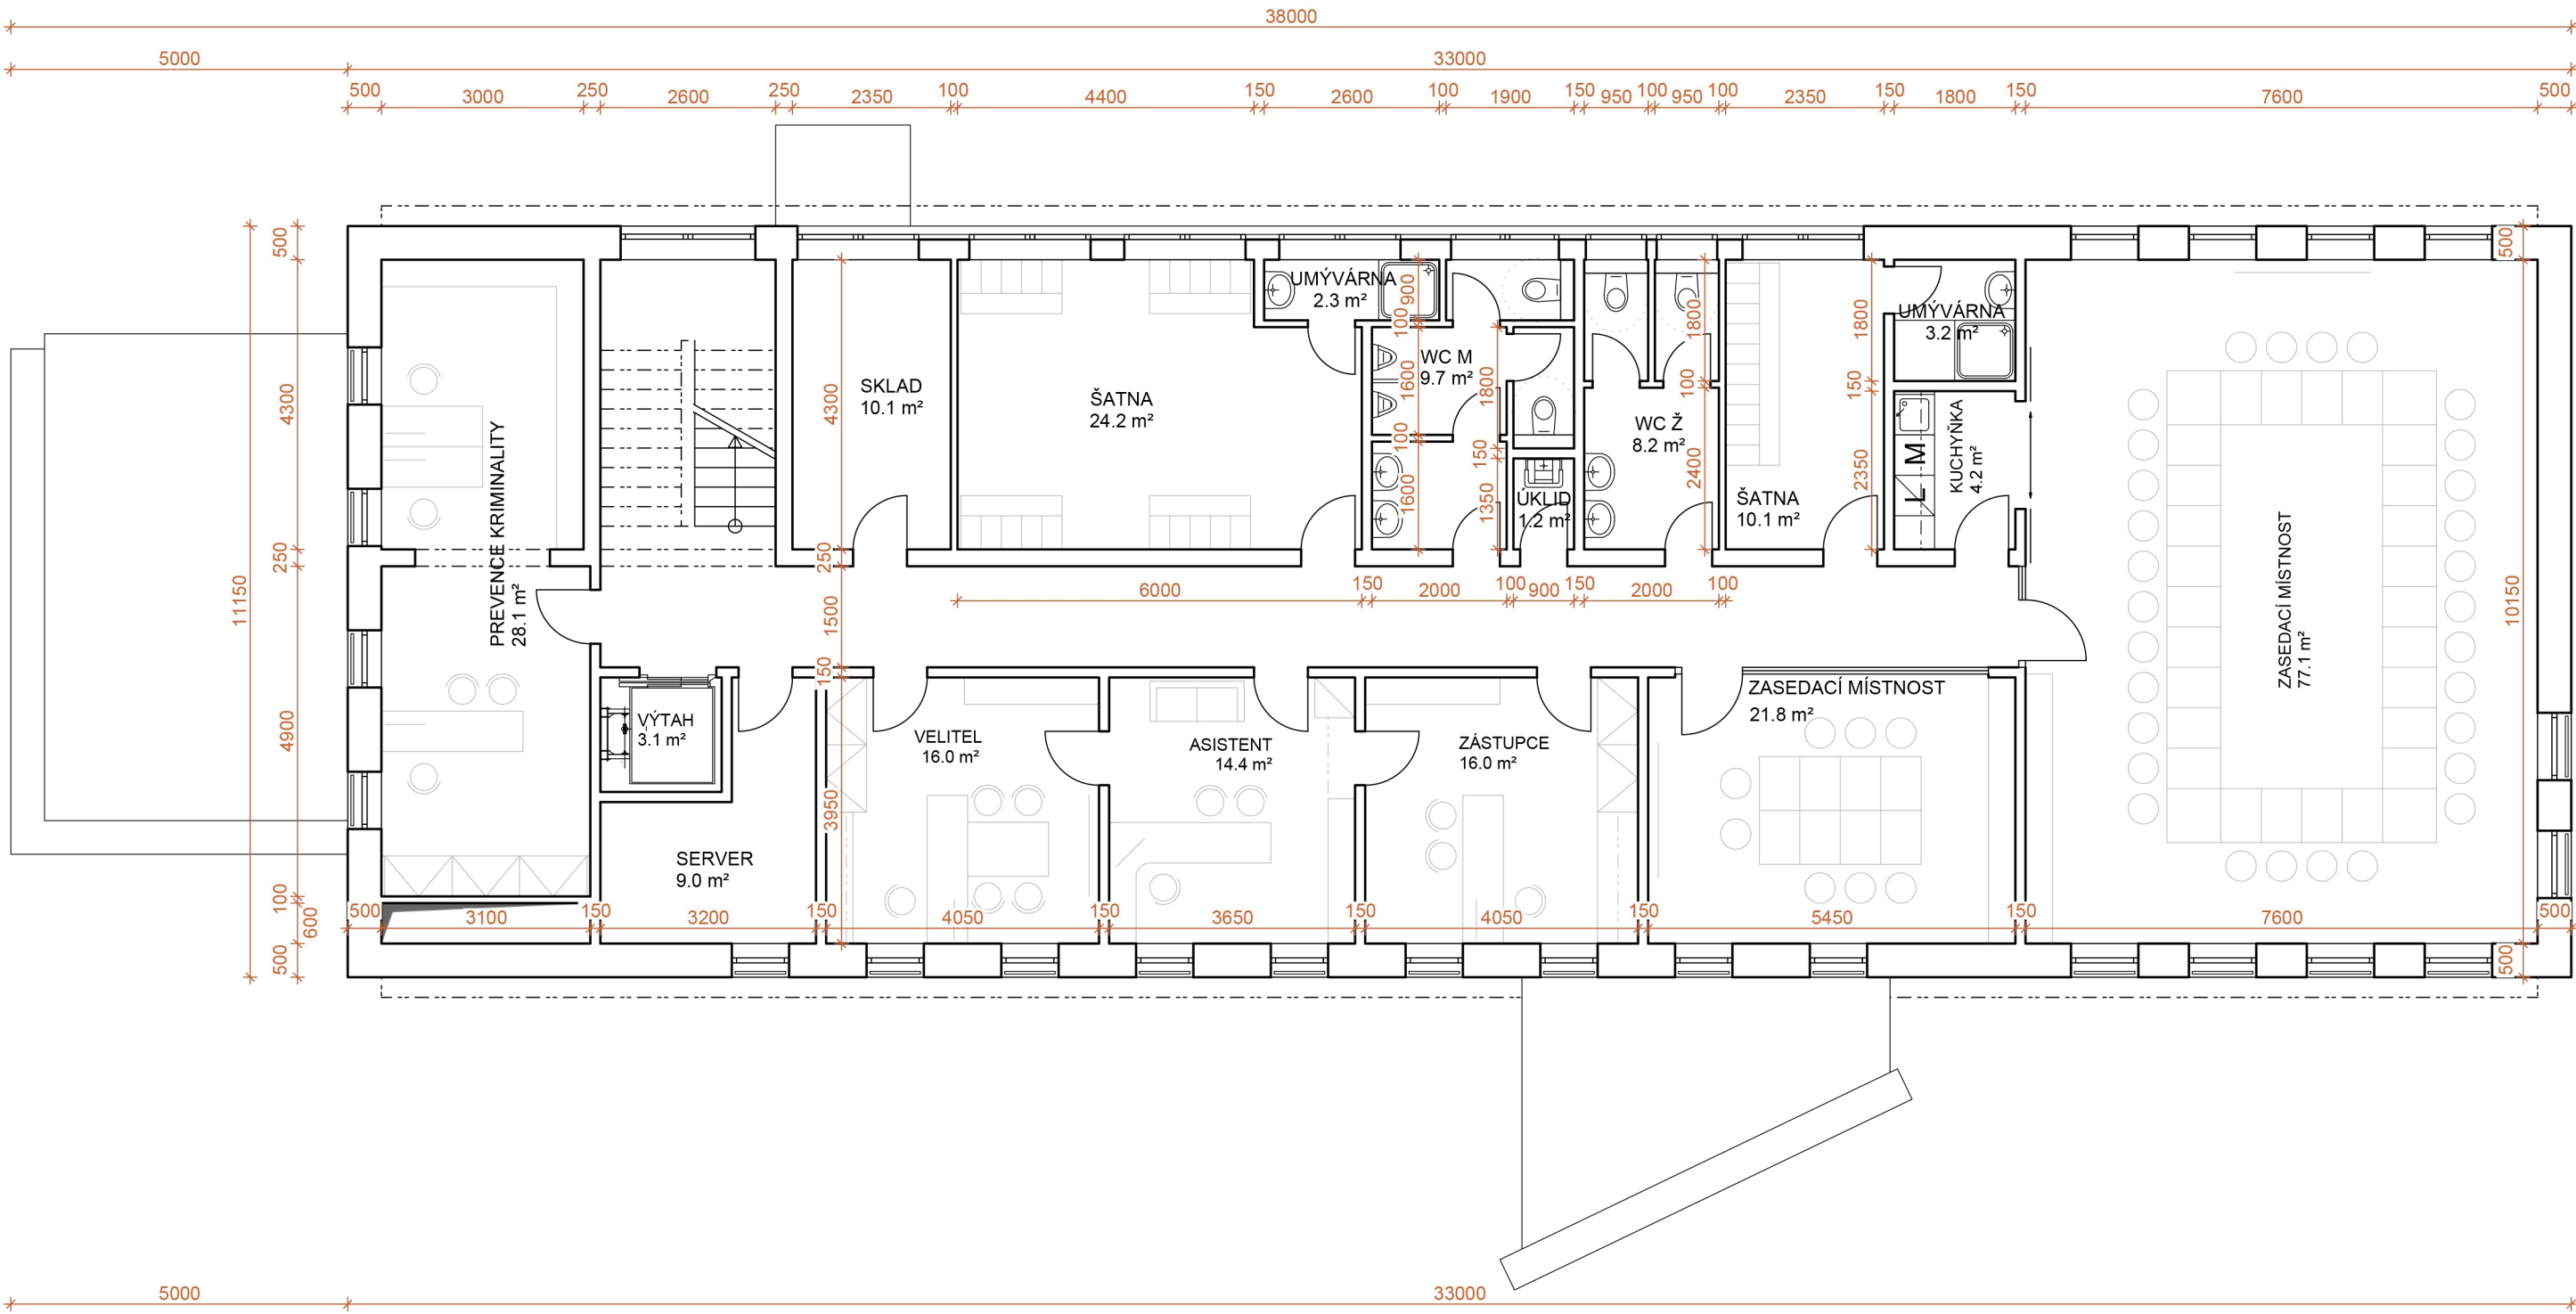 38000
5000
33000
500
3000
250
2600
250
2350
100
4400
150
2600
100
1900
150
950
100
950
100
2350
150
1800
150
7600
500
11150
500
4300
250
4900
100
600
500
PREVENCE KRIMINALITY
28.1 m²
4300
250
1500
150
3950
SKLAD
10.1 m²
ŠATNA
24.2 m²
UMÝVÁRNA
2.3 m²
900
100
1600
100
1600
WC M
9.7 m²
1800
150
1350
ÚKLID
1.2 m²
WC Ž
8.2 m²
1800
100
2400
ŠATNA
10.1 m²
1800
150
2350
UMÝVÁRNA
3.2 m²
L M
KUCHYŇKA
4.2 m²
ZASEDACÍ MÍSTNOST
77.1 m²
500
10150
500
6000
150
2000
100
900
150
2000
100
VÝTAH
3.1 m²
SERVER
9.0 m²
VELITEL
16.0 m²
ASISTENT
14.4 m²
ZÁSTUPCE
16.0 m²
ZASEDACÍ MÍSTNOST
21.8 m²
500
3100
150
3200
150
4050
150
3650
150
4050
150
5450
150
7600
500
5000
33000